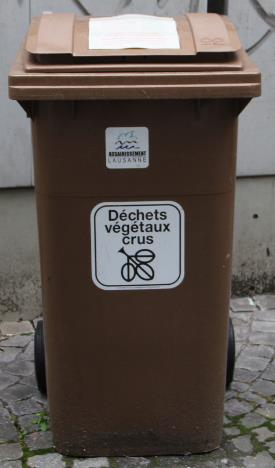 ASSAINISSEMENT
LAUSANNE
Déchets
végétaux
crus